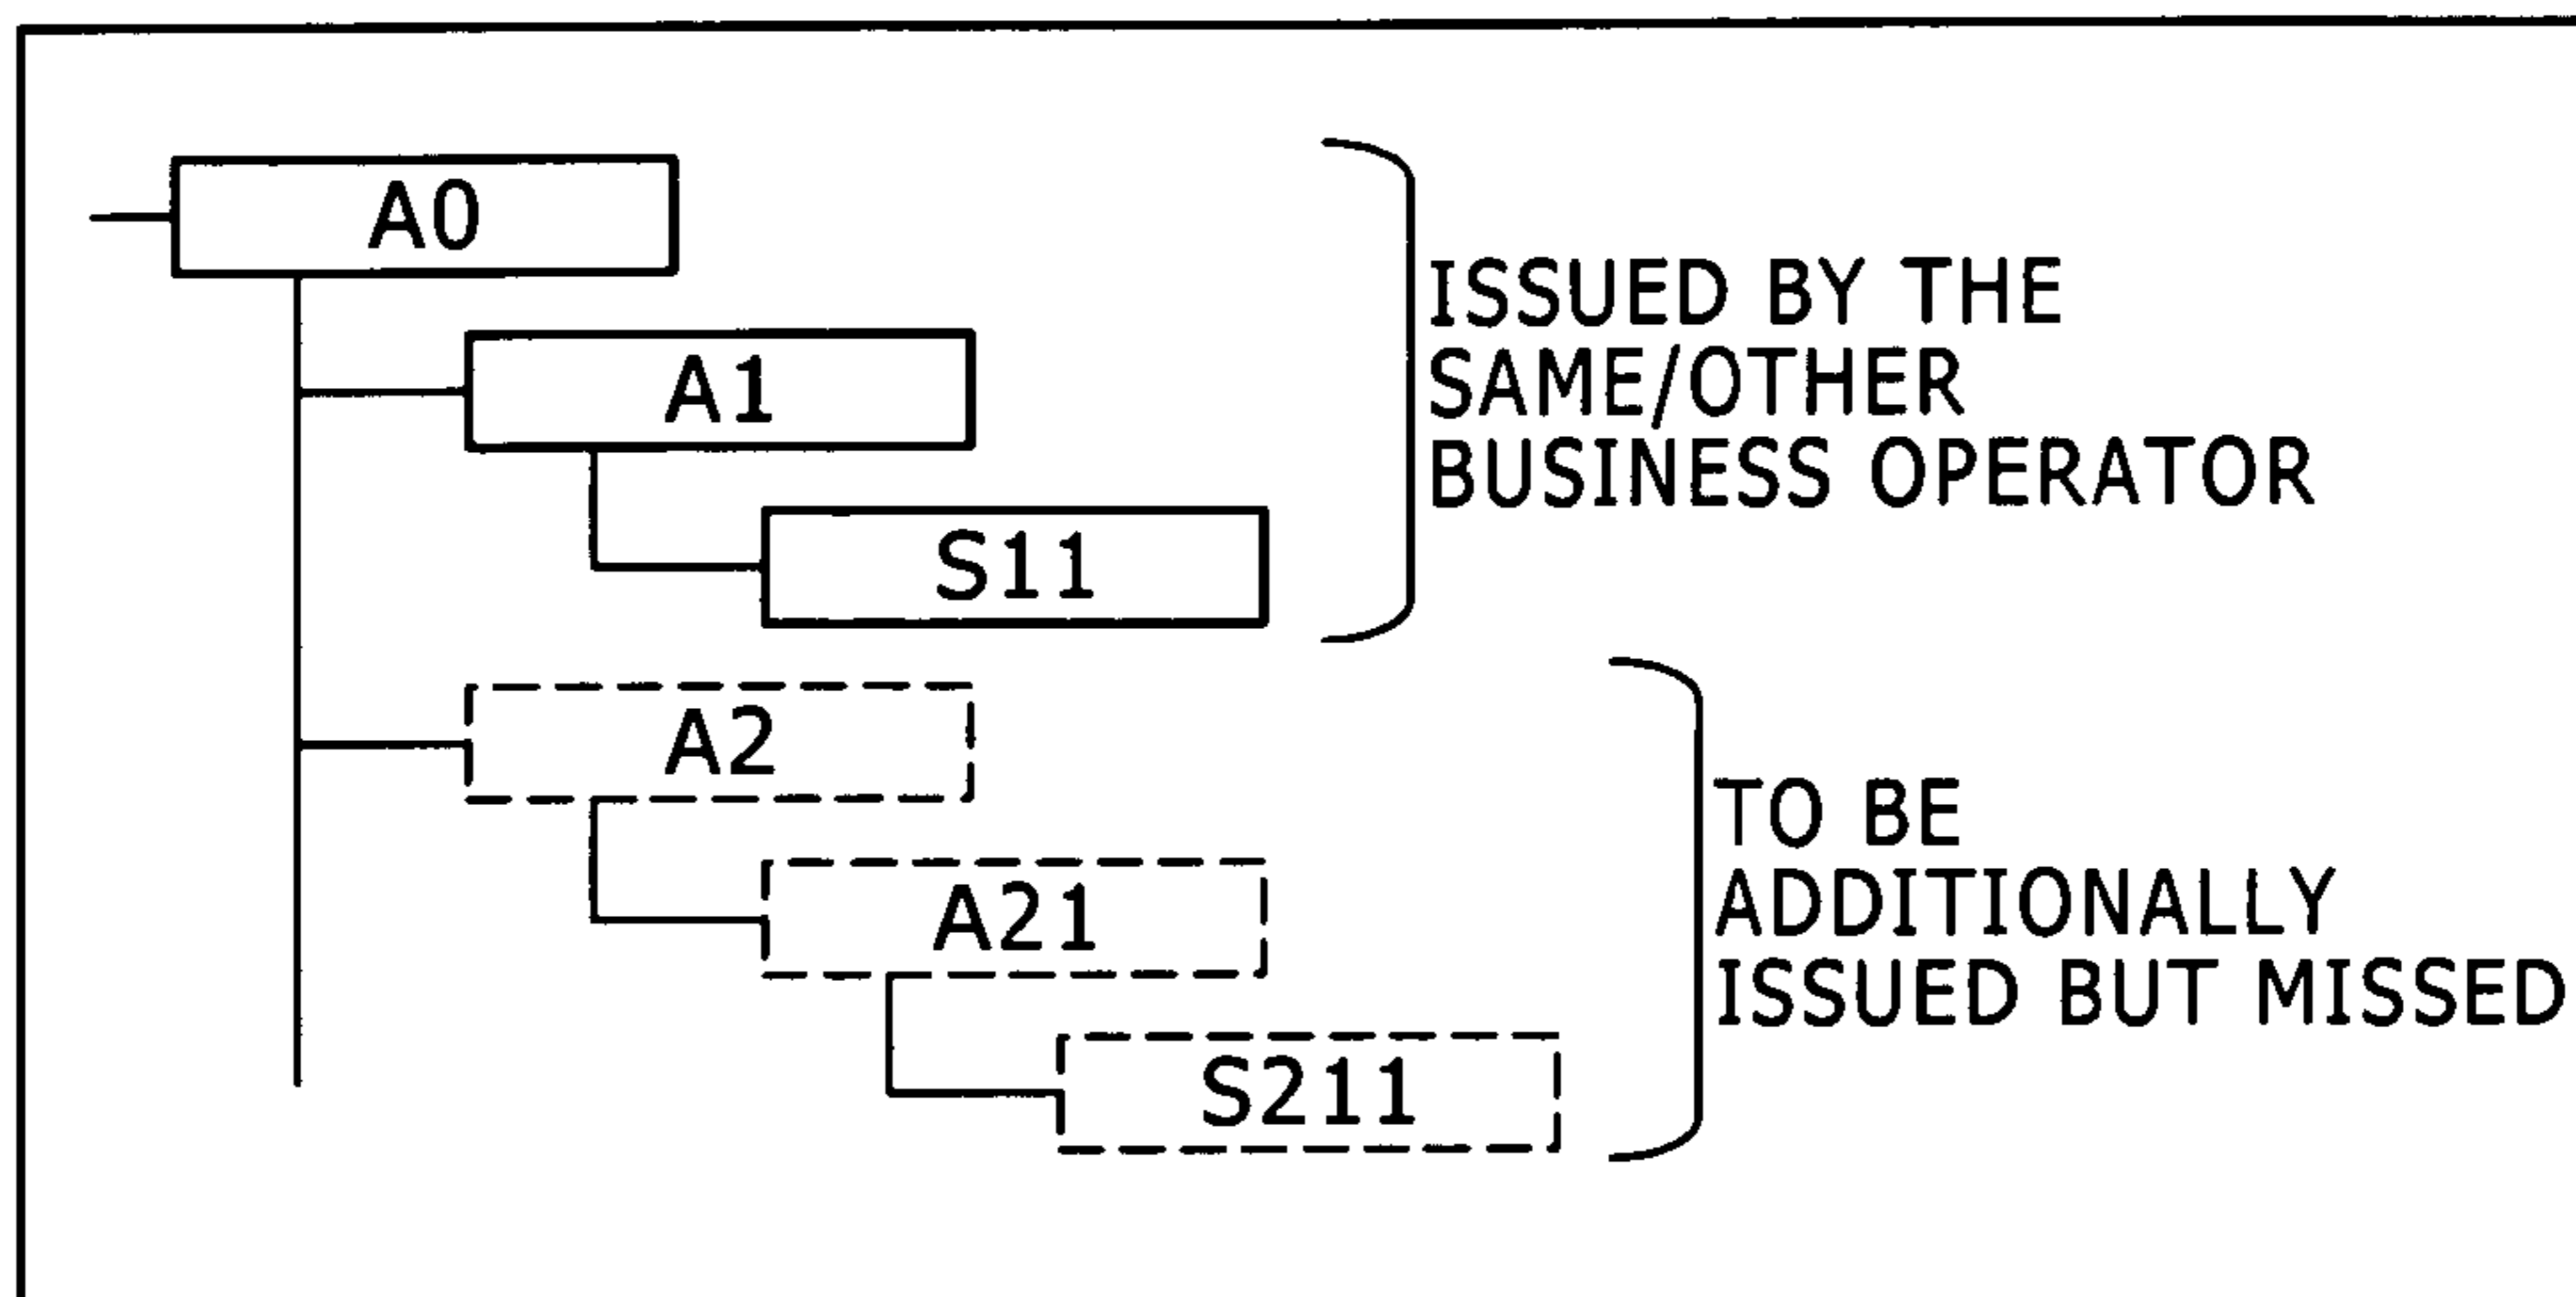 A0
A1
S11
ISSUED BY THE
SAME/OTHER
BUSINESS OPERATOR
A2
A21
S211
TO BE
ADDITIONALLY
ISSUED BUT MISSED